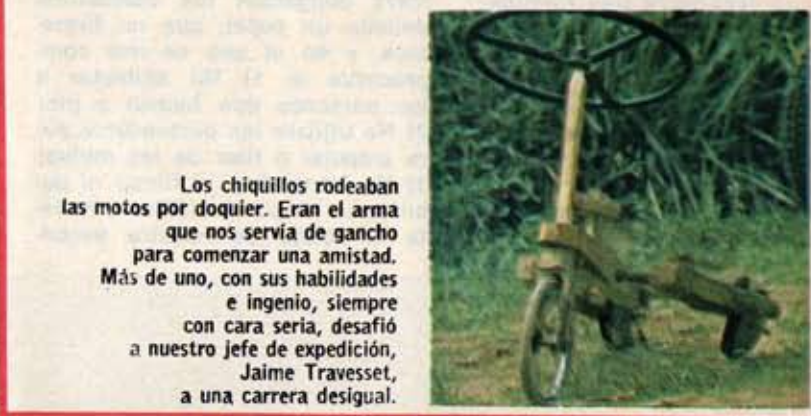 Los chiquillos rodeaban
las motos por doquier. Eran el arma
que nos servía de gancho
para comenzar una amistad.
Más de uno, con sus habilidades
e ingenio, siempre
con cara seria, desafió
a nuestro jefe de expedición,
Jaime Travesset,
a una carrera desigual.